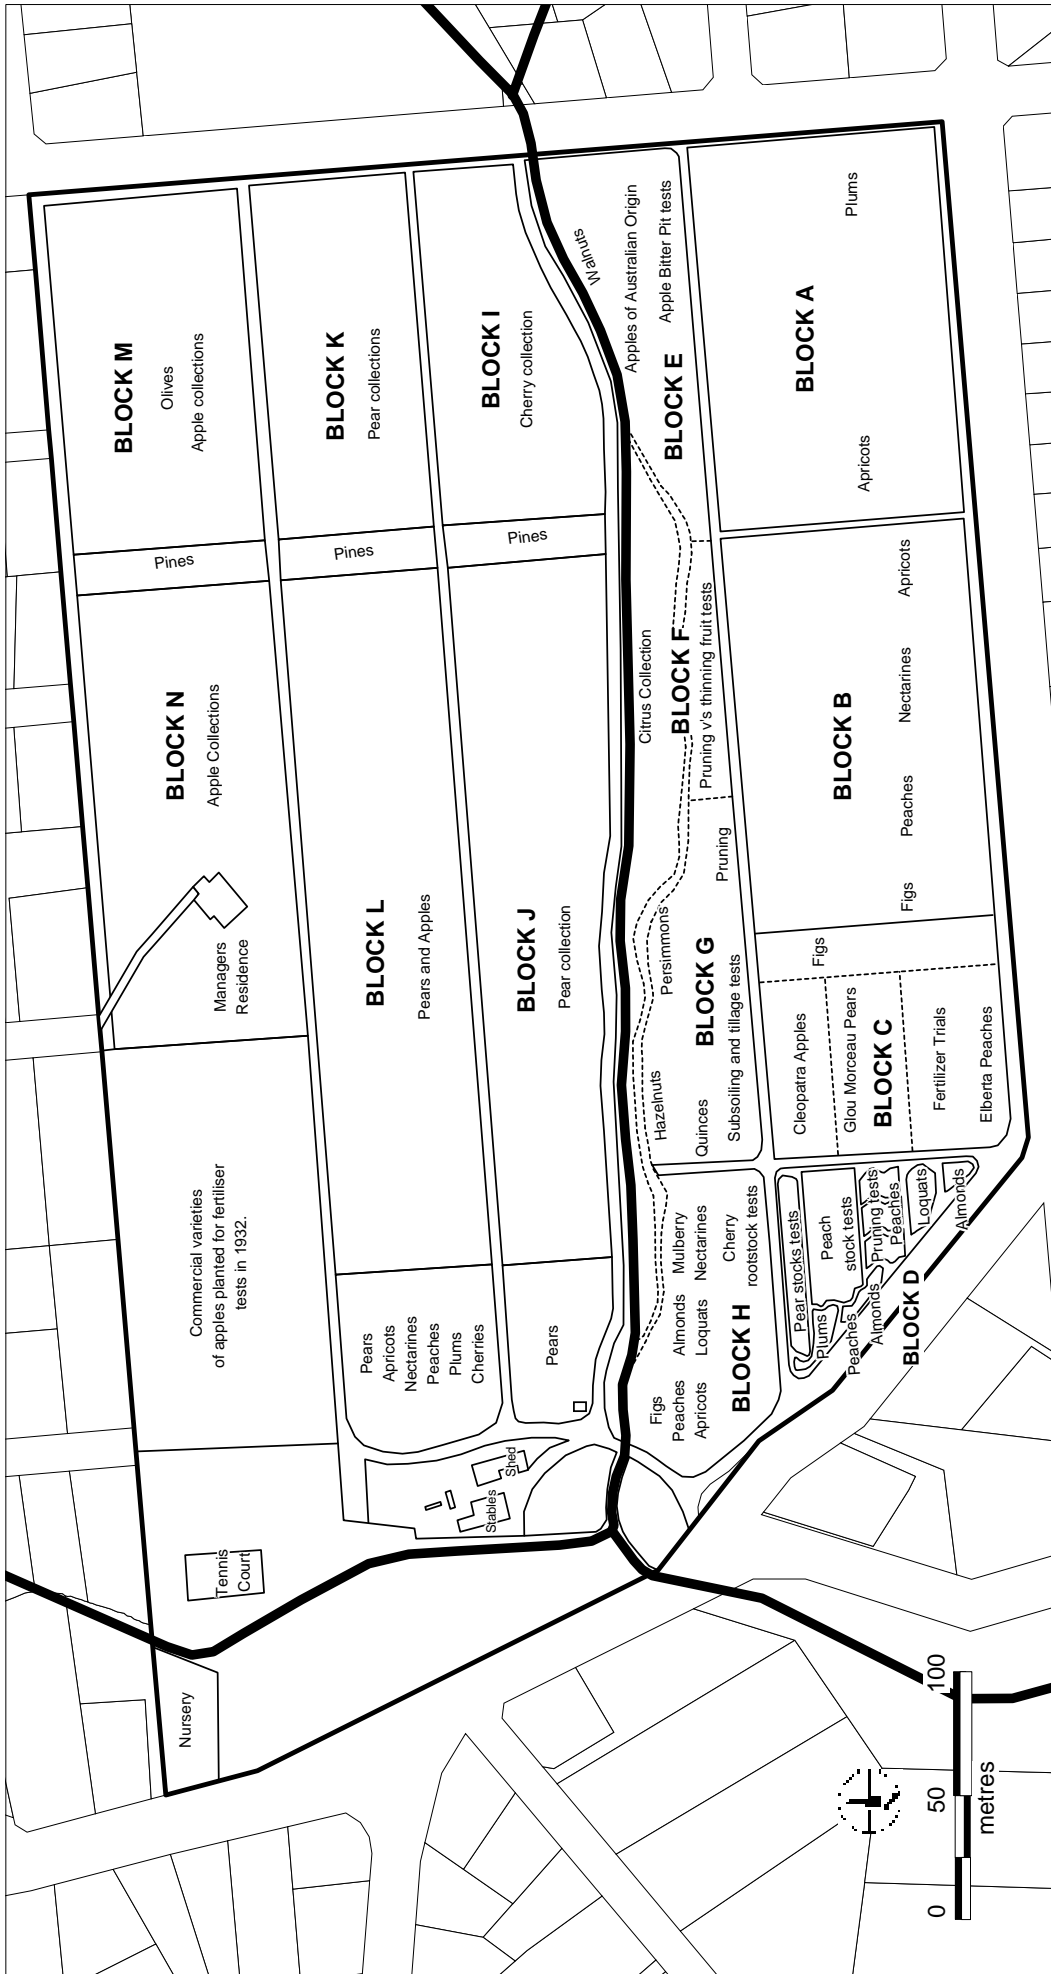 BLOCK M
Olives
Apple collections
BLOCK K
Pear collections
BLOCK I
Cherry collection
Walnuts
Apples of Australian Origin
Apple Bitter Pit tests
BLOCK E
Plums
BLOCK A
Apricots
Pines
Pines
Pines
BLOCK N
Apple Collections
Managers
Residence
BLOCK L
Pears and Apples
BLOCK J
Pear collection
Citrus Collection
BLOCK F
Pruning v's thinning fruit tests
Pruning
BLOCK B
Apricots
Nectarines
Peaches
Figs
Persimmons
BLOCK G
Subsoiling and tillage tests
Hazelnuts
Quinces
Figs
Cleopatra Apples
Glou Morceau Pears
BLOCK C
Fertilizer Trials
Elberta Peaches
Commercial varieties
of apples planted for fertiliser
tests in 1932.
Pears
Apricots
Nectarines
Peaches
Plums
Cherries
Pears
Mulberry
Nectarines
Cherry
rootstock tests
Almonds
Loquats
BLOCK H
Figs
Peaches
Apricots
Pear stocks tests
Peach
stock tests
Pruning tests
Peaches
Loquats
Almonds
Plums
Peaches
Almonds
BLOCK D
Shed
Stables
Tennis
Court
Nursery
0
50
100
metres